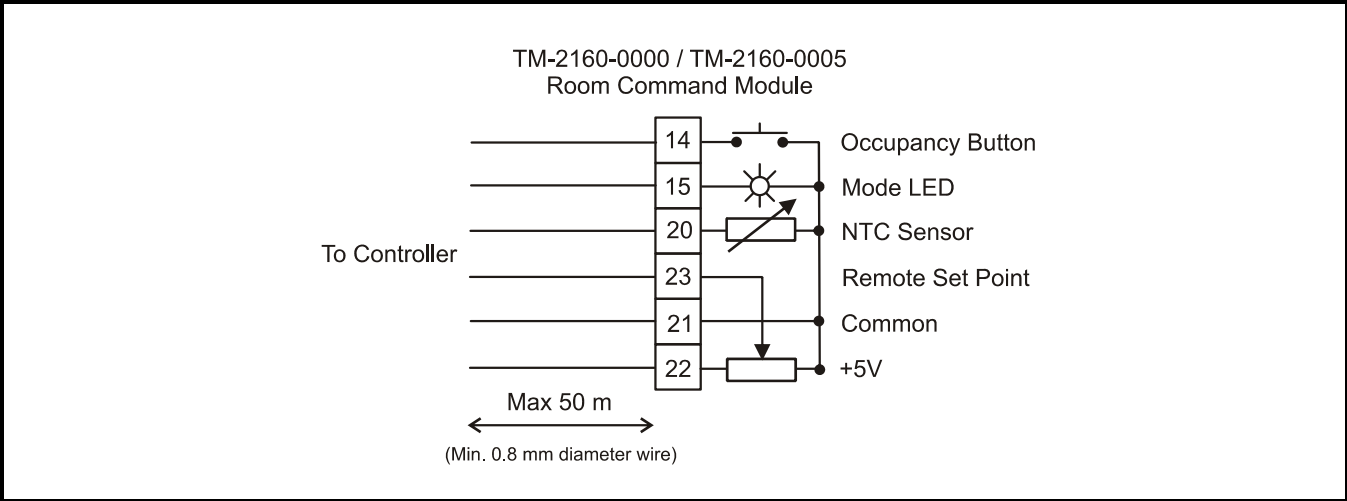 TM-2160-0000 / TM-2160-0005
Room Command Module
14 Occupancy Button
15 Mode LED
20 NTC Sensor
To Controller
23 Remote Set Point
21 Common
22 +5V
Max 50 m
(Min. 0.8 mm diameter wire)